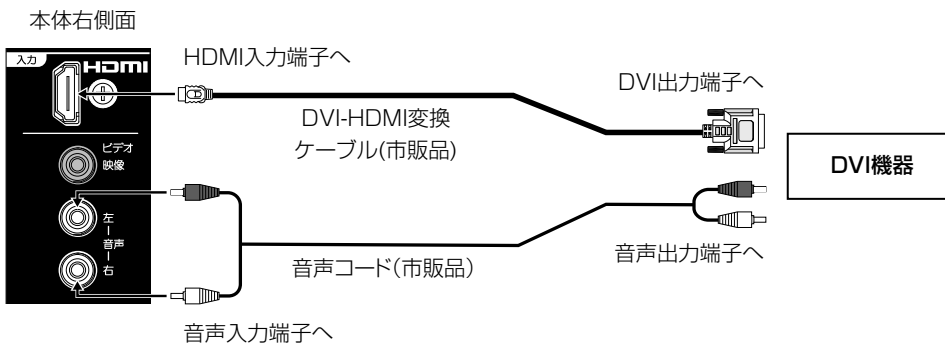 本体右側面
入力
HDMI
HDMI入力端子へ
DVI出力端子へ
DVI-HDMI変換
ケーブル(市販品)
ビデオ
映像
DVI機器
左
音声
右
音声コード(市販品)
音声出力端子へ
音声入力端子へ